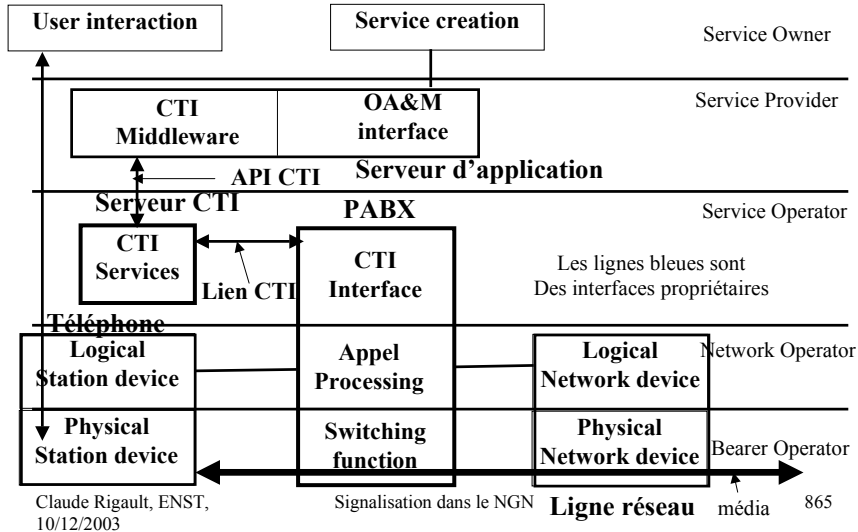 User interaction
Service creation
Service Owner
CTI
Middleware
OA&M
interface
Service Provider
API CTI
Serveur d'application
Serveur CTI
PABX
Service Operator
CTI
Services
Lien CTI
CTI
Interface
Les lignes bleues sont
Des interfaces propriétaires
Téléphone
Logical
Station device
Appel
Processing
Logical
Network device
Network Operator
Physical
Station device
Switching
function
Physical
Network device
Bearer Operator
Claude Rigault, ENST,
10/12/2003
Signalisation dans le NGN
Ligne réseau
média
865